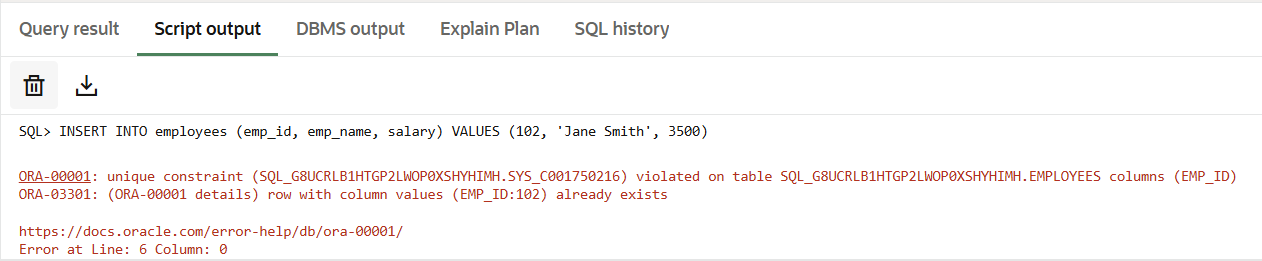 Query result Script output DBMS output Explain Plan SQL history
SQL> INSERT INTO employees (emp_id, emp_name, salary) VALUES (102, 'Jane Smith', 3500)
ORA-00001: unique constraint (SQL_G8UCRLB1HTGP2LWOP0XSHYHIMH.SYS_C001750216) violated on table SQL_G8UCRLB1HTGP2LWOP0XSHYHIMH.EMPLOYEES columns (EMP_ID)
ORA-03301: (ORA-00001 details) row with column values (EMP_ID:102) already exists
https://docs.oracle.com/error-help/db/ora-00001/
Error at Line: 6 Column: 0